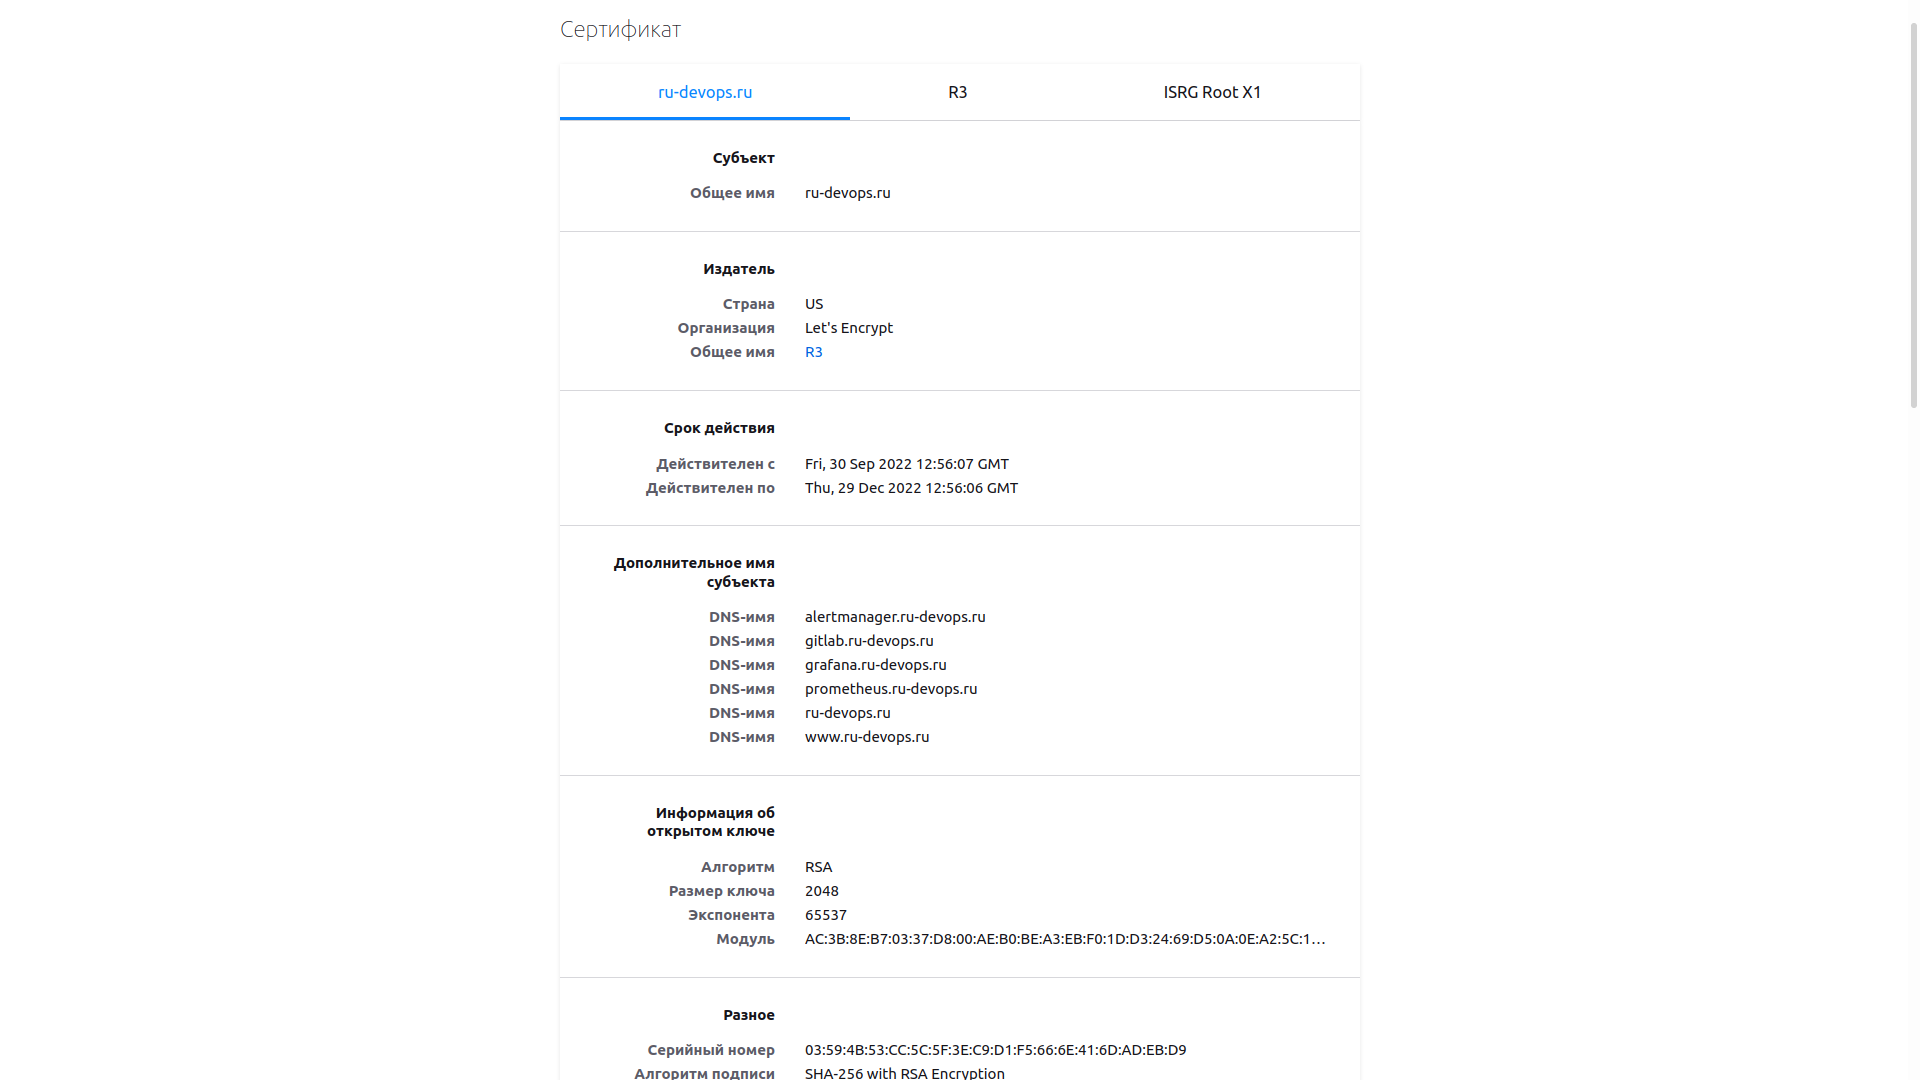 Сертификат
ru-devops.ru R3 ISRG Root X1
Субъект
Общее имя ru-devops.ru
Издатель
Страна US
Организация Let's Encrypt
Общее имя R3
Срок действия
Действителен с Fri, 30 Sep 2022 12:56:07 GMT
Действителен по Thu, 29 Dec 2022 12:56:06 GMT
Дополнительное имя
субъекта
DNS-имя alertmanager.ru-devops.ru
DNS-имя gitlab.ru-devops.ru
DNS-имя grafana.ru-devops.ru
DNS-имя prometheus.ru-devops.ru
DNS-имя ru-devops.ru
DNS-имя www.ru-devops.ru
Информация об
открытом ключе
Алгоритм RSA
Размер ключа 2048
Экспонента 65537
Модуль AC:3B:8E:B7:03:37:D8:00:AE:B0:BE:A3:EB:F0:1D:D3:24:69:D5:0A:0E:A2:5C:1…
Разное
Серийный номер 03:59:4B:53:CC:5C:5F:3E:C9:D1:F5:66:6E:41:6D:AD:EB:D9
Алгоритм подписи SHA-256 with RSA Encryption